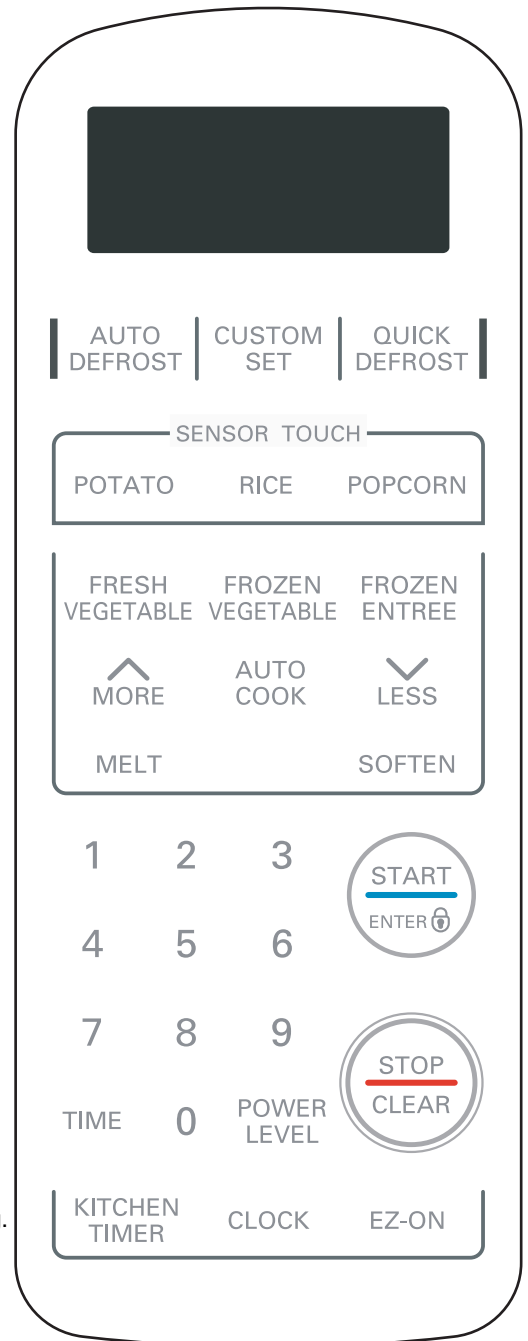 AUTO DEFROST
CUSTOM SET
QUICK DEFROST
SENSOR TOUCH
POTATO RICE POPCORN
FRESH VEGETABLE
FROZEN VEGETABLE
FROZEN ENTREE
MORE
AUTO COOK
LESS
MELT SOFTEN
1 2 3
START
ENTER
4 5 6
7 8 9
STOP
CLEAR
TIME 0 POWER LEVEL
KITCHEN TIMER
CLOCK EZ-ON